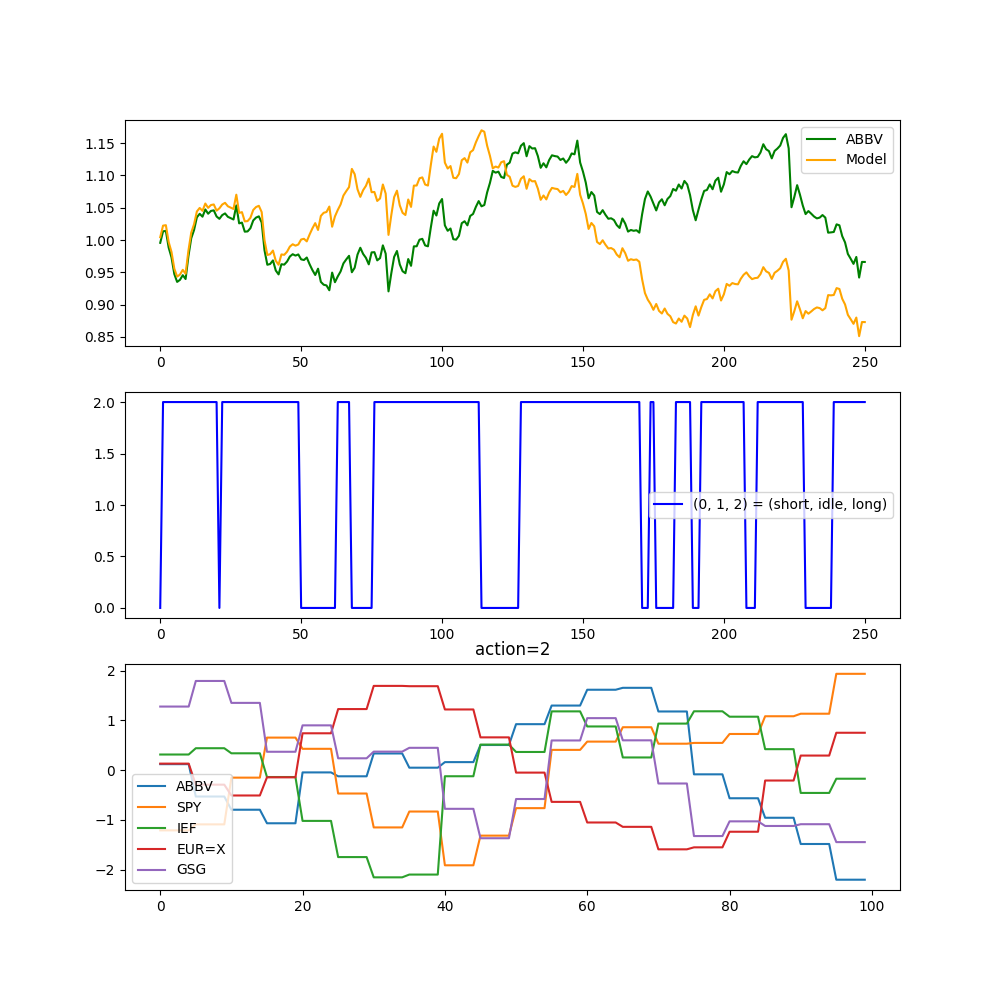 1.15
1.10
1.05
1.00
0.95
0.90
0.85
ABBV
Model
0 50 100 150 200 250
2.0
1.5
1.0
0.5
0.0
(0, 1, 2) = (short, idle, long)
0 50 100 150 200 250
action=2
2
1
0
−1
−2
ABBV
SPY
IEF
EUR=X
GSG
0 20 40 60 80 100